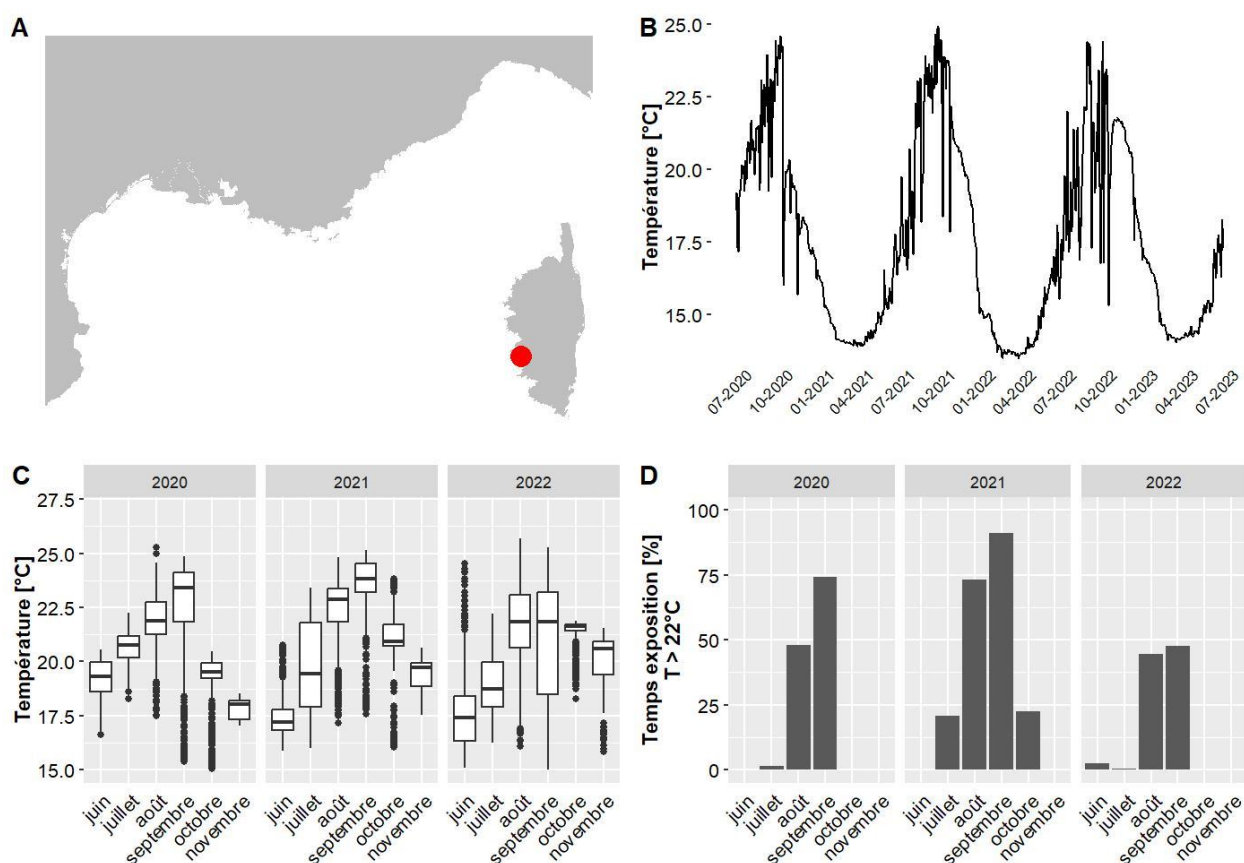 A
B
Température [°C]
25.0
22.5
20.0
17.5
15.0
07-2020
10-2020
01-2021
04-2021
07-2021
10-2021
01-2022
04-2022
07-2022
10-2022
01-2023
04-2023
07-2023
C
2020
2021
2022
Température [°C]
27.5
25.0
22.5
20.0
17.5
15.0
juin
juillet
août
septembre
octobre
novembre
juin
juillet
août
septembre
octobre
novembre
juin
juillet
août
septembre
octobre
novembre
D
2020
2021
2022
Temps exposition [%]
T > 22°C
100
75
50
25
0
juin
juillet
août
septembre
octobre
novembre
juin
juillet
août
septembre
octobre
novembre
juin
juillet
août
septembre
octobre
novembre